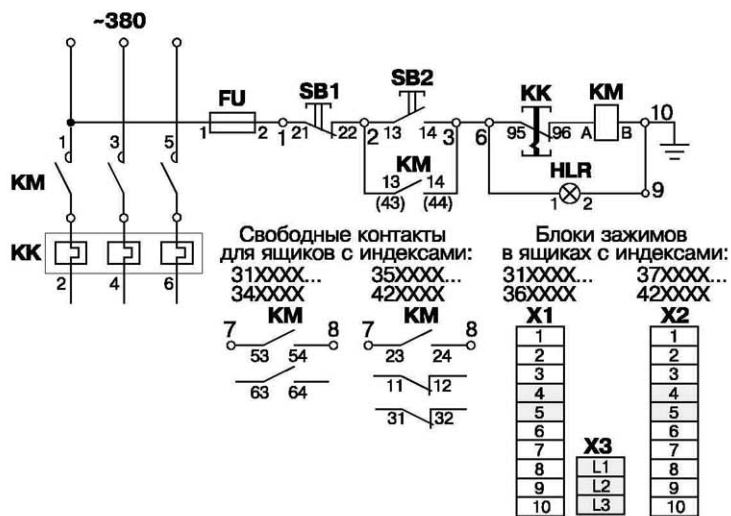 ~380
FU SB1 SB2 KK KM 10
1 3 5 1 2 1 21 22 2 13 14 3 6 95 96 A B
KM KM HLR
13 14 1 2 9
(43) (44)
KK
2 4 6
Свободные контакты
для ящиков с индексами:
31XXXX... 35XXXX...
34XXXX 42XXXX
KM KM
7 8 7 8
53 54 23 24
63 64 11 12
31 32
Блоки зажимов
в ящиках с индексами:
31XXXX... 37XXXX...
36XXXX 42XXXX
X1 X2
1 1
2 2
3 3
4 4
5 5
6 6
7 X3 7
8 L1 8
9 L2 9
10 L3 10